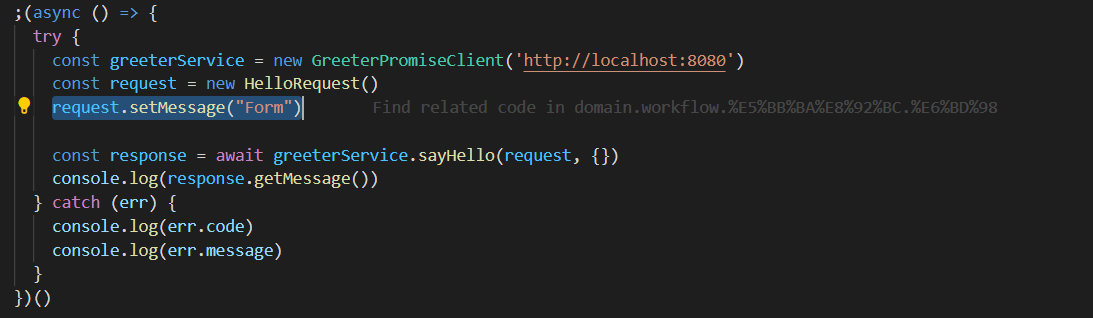 ;(async () => {
try {
const greeterService = new GreeterPromiseClient('http://localhost:8080')
const request = new HelloRequest()
request.setMessage("Form") Find related code in domain.workflow.%E5%BB%BA%E8%92%BC.%E6%BD%98
const response = await greeterService.sayHello(request, {})
console.log(response.getMessage())
} catch (err) {
console.log(err.code)
console.log(err.message)
}
})()